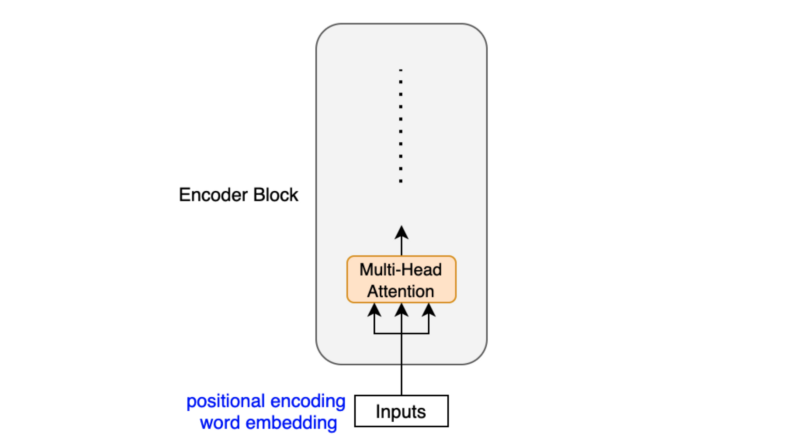 Encoder Block
Multi-Head
Attention
positional encoding
word embedding
Inputs